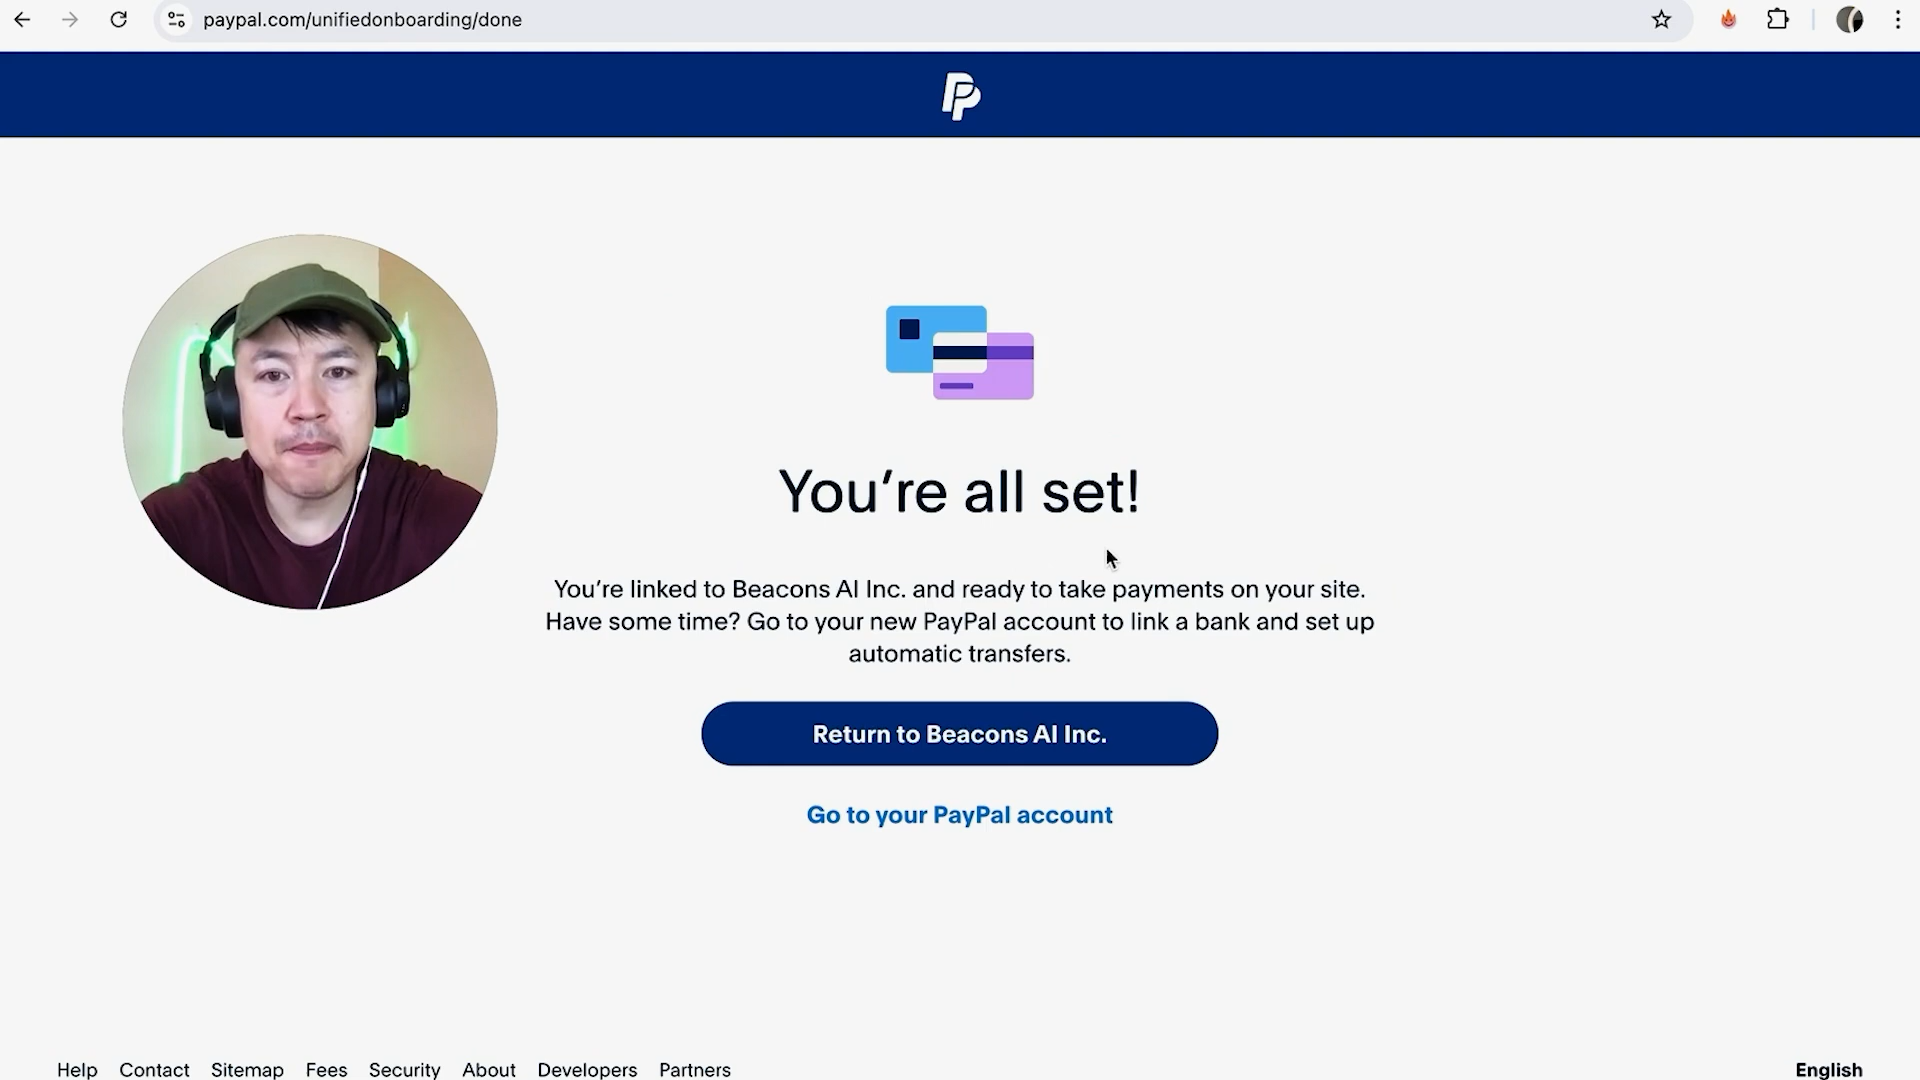 paypal.com/unifiedonboarding/done
You’re all set!
You’re linked to Beacons AI Inc. and ready to take payments on your site.
Have some time? Go to your new PayPal account to link a bank and set up
automatic transfers.
Return to Beacons AI Inc.
Go to your PayPal account
Help Contact Sitemap Fees Security About Developers Partners English